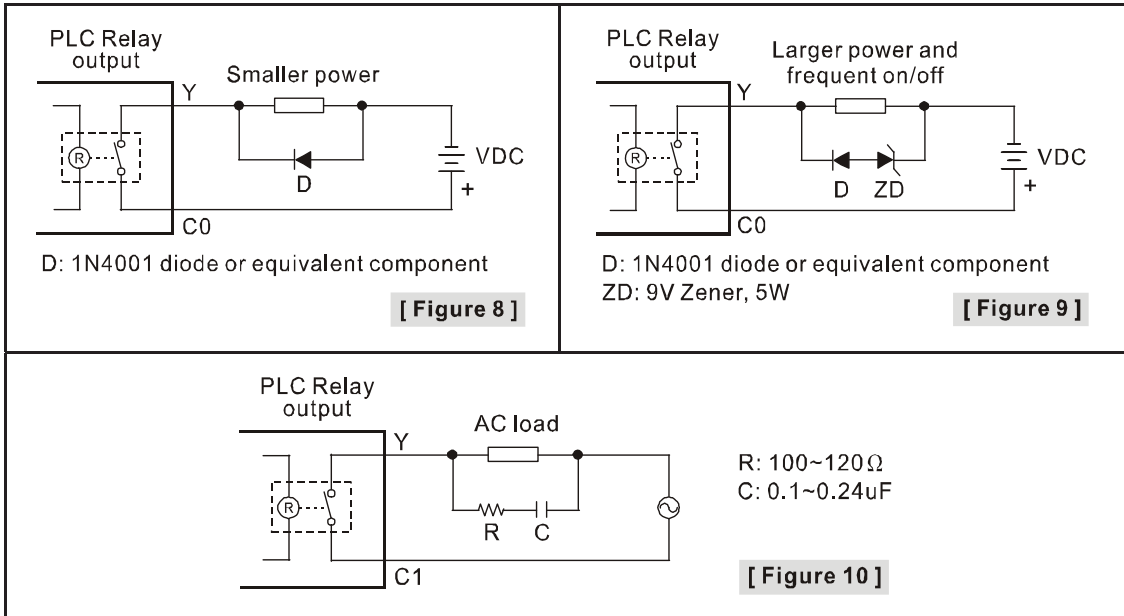 PLC Relay
output
Smaller power
Y
R
D
VDC
+
C0
D: 1N4001 diode or equivalent component
[ Figure 8 ]
PLC Relay
output
Larger power and
frequent on/off
Y
R
D ZD
VDC
+
C0
D: 1N4001 diode or equivalent component
ZD: 9V Zener, 5W
[ Figure 9 ]
PLC Relay
output
AC load
Y
R
R C
C1
R: 100~120Ω
C: 0.1~0.24uF
[ Figure 10 ]